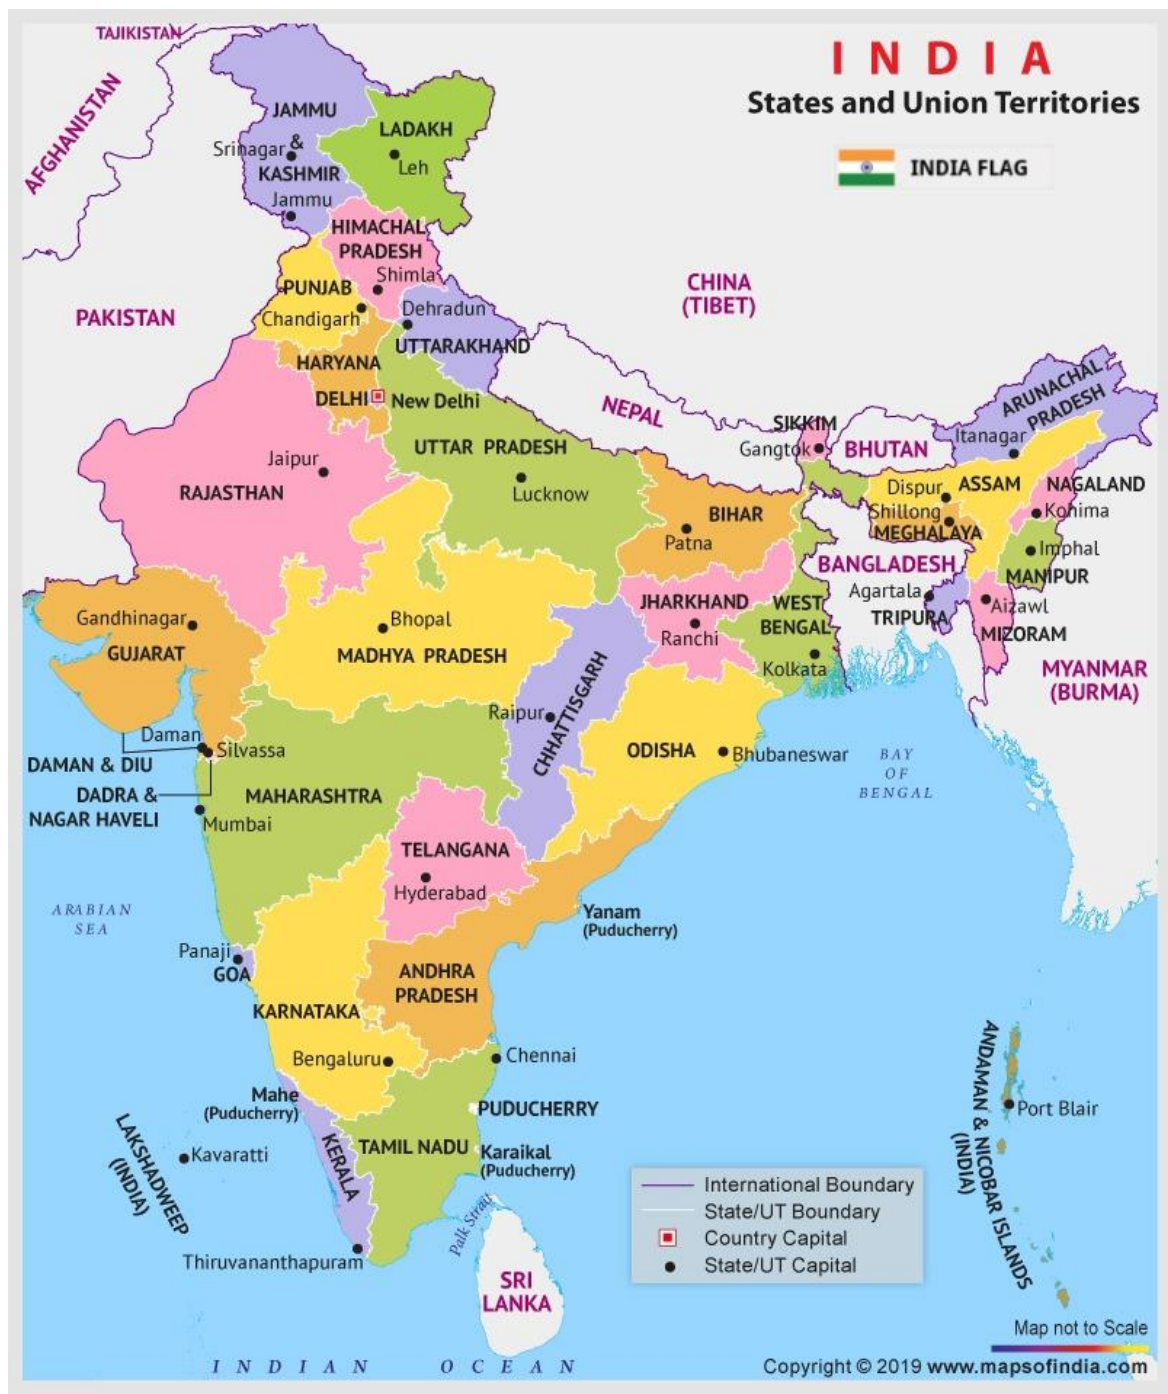 INDIA
States and Union Territories
INDIA FLAG
TAJIKISTAN
AFGHANISTAN
PAKISTAN
CHINA
(TIBET)
NEPAL
BHUTAN
BANGLADESH
MYANMAR
(BURMA)
SRI
LANKA
JAMMU
&
KASHMIR
Srinagar
Jammu
LADAKH
Leh
HIMACHAL
PRADESH
Shimla
PUNJAB
Chandigarh
Dehradun
UTTARAKHAND
HARYANA
DELHI
New Delhi
UTTAR PRADESH
Lucknow
Jaipur
RAJASTHAN
SIKKIM
Gangtok
ARUNACHAL
PRADESH
Itanagar
Dispur
ASSAM
NAGALAND
Kohima
Shillong
MEGHALAYA
Imphal
MANIPUR
Agartala
TRIPURA
Aizawl
MIZORAM
BIHAR
Patna
JHARKHAND
Ranchi
WEST
BENGAL
Kolkata
Gandhinagar
GUJARAT
Bhopal
MADHYA PRADESH
CHHATTISGARH
Raipur
ODISHA
Bhubaneswar
Daman
Silvassa
DAMAN & DIU
DADRA &
NAGAR HAVELI
MAHARASHTRA
Mumbai
TELANGANA
Hyderabad
Yanam
(Puducherry)
BAY
OF
BENGAL
ARABIAN
SEA
Panaji
GOA
ANDHRA
PRADESH
KARNATAKA
Bengaluru
Chennai
Mahe
(Puducherry)
PUDUCHERRY
TAMIL NADU
Karaikal
(Puducherry)
KERALA
Thiruvananthapuram
LAKSHADWEEP
(INDIA)
Kavaratti
Palk Strait
ANDAMAN & NICOBAR ISLANDS
(INDIA)
Port Blair
International Boundary
State/UT Boundary
Country Capital
State/UT Capital
INDIAN OCEAN
Map not to Scale
Copyright © 2019 www.mapsofindia.com